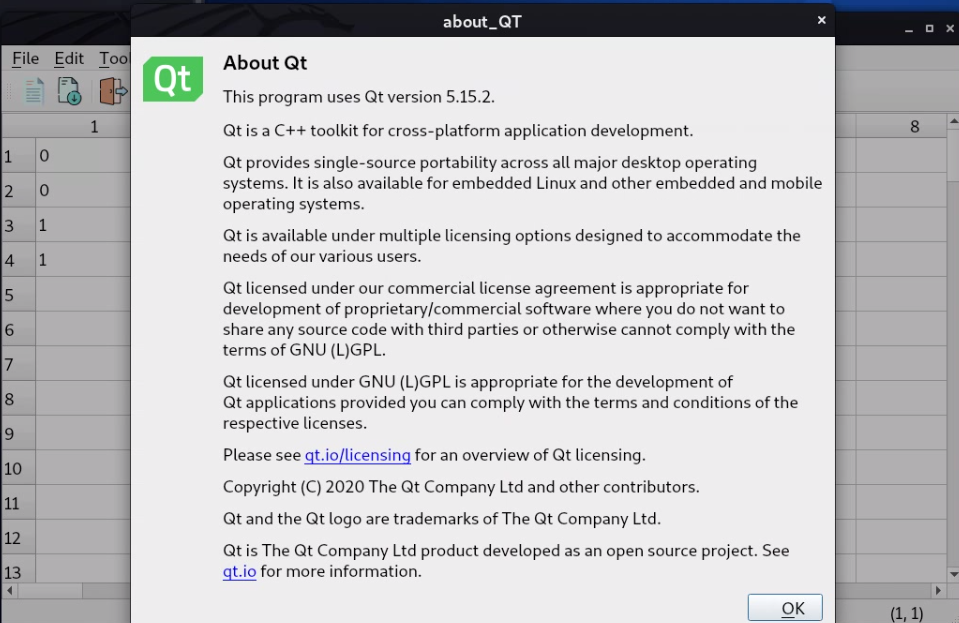 about_QT
×
File Edit Tool
Qt
About Qt
This program uses Qt version 5.15.2.
Qt is a C++ toolkit for cross-platform application development.
Qt provides single-source portability across all major desktop operating
systems. It is also available for embedded Linux and other embedded and mobile
operating systems.
Qt is available under multiple licensing options designed to accommodate the
needs of our various users.
Qt licensed under our commercial license agreement is appropriate for
development of proprietary/commercial software where you do not want to
share any source code with third parties or otherwise cannot comply with the
terms of GNU (L)GPL.
Qt licensed under GNU (L)GPL is appropriate for the development of
Qt applications provided you can comply with the terms and conditions of the
respective licenses.
Please see qt.io/licensing for an overview of Qt licensing.
Copyright (C) 2020 The Qt Company Ltd and other contributors.
Qt and the Qt logo are trademarks of The Qt Company Ltd.
Qt is The Qt Company Ltd product developed as an open source project. See
qt.io for more information.
OK
1 8
1 0
2 0
3 1
4 1
5
6
7
8
9
10
11
12
13
(1, 1)